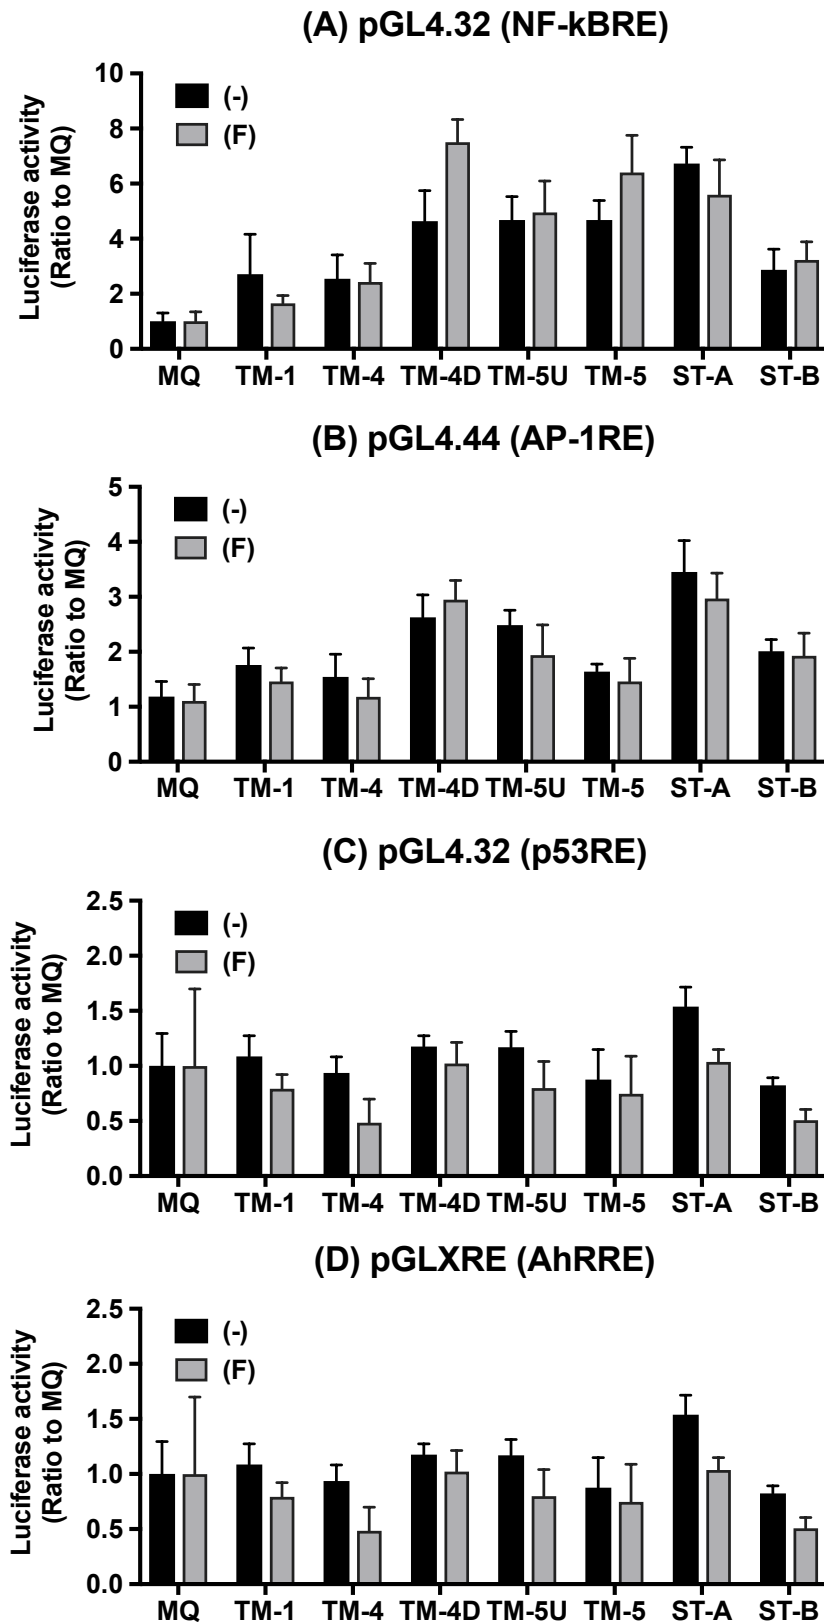 (A) pGL4.32 (NF-kBRE)
Luciferase activity
(Ratio to MQ)
10
8
6
4
2
0
(-)
(F)
MQ TM-1 TM-4 TM-4D TM-5U TM-5 ST-A ST-B
(B) pGL4.44 (AP-1RE)
Luciferase activity
(Ratio to MQ)
5
4
3
2
1
0
(-)
(F)
MQ TM-1 TM-4 TM-4D TM-5U TM-5 ST-A ST-B
(C) pGL4.32 (p53RE)
Luciferase activity
(Ratio to MQ)
2.5
2.0
1.5
1.0
0.5
0.0
(-)
(F)
MQ TM-1 TM-4 TM-4D TM-5U TM-5 ST-A ST-B
(D) pGLXRE (AhRRE)
Luciferase activity
(Ratio to MQ)
2.5
2.0
1.5
1.0
0.5
0.0
(-)
(F)
MQ TM-1 TM-4 TM-4D TM-5U TM-5 ST-A ST-B